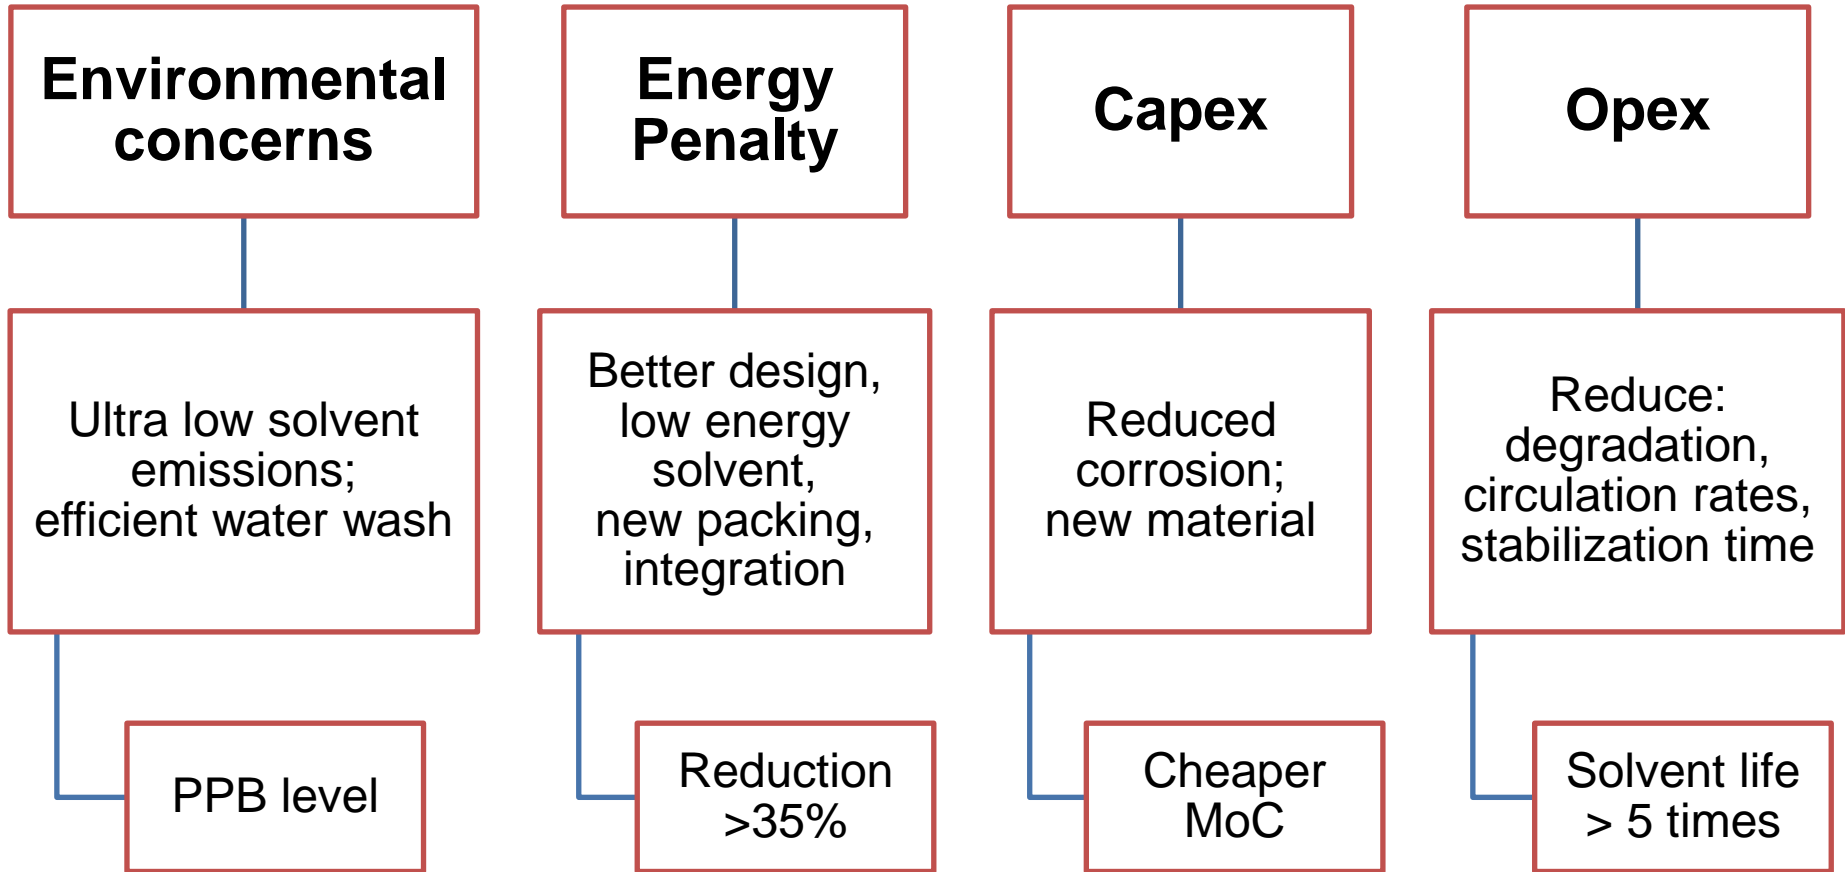 Environmental
concerns
Energy
Penalty
Capex
Opex
Ultra low solvent
emissions;
efficient water wash
Better design,
low energy
solvent,
new packing,
integration
Reduced
corrosion;
new material
Reduce:
degradation,
circulation rates,
stabilization time
PPB level
Reduction
>35%
Cheaper
MoC
Solvent life
> 5 times